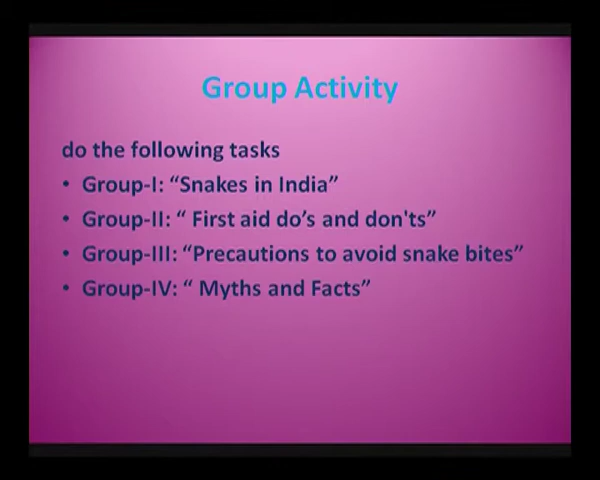 Group Activity
do the following tasks
• Group-I: “Snakes in India”
• Group-II: “ First aid do’s and don'ts”
• Group-III: “Precautions to avoid snake bites”
• Group-IV: “ Myths and Facts”